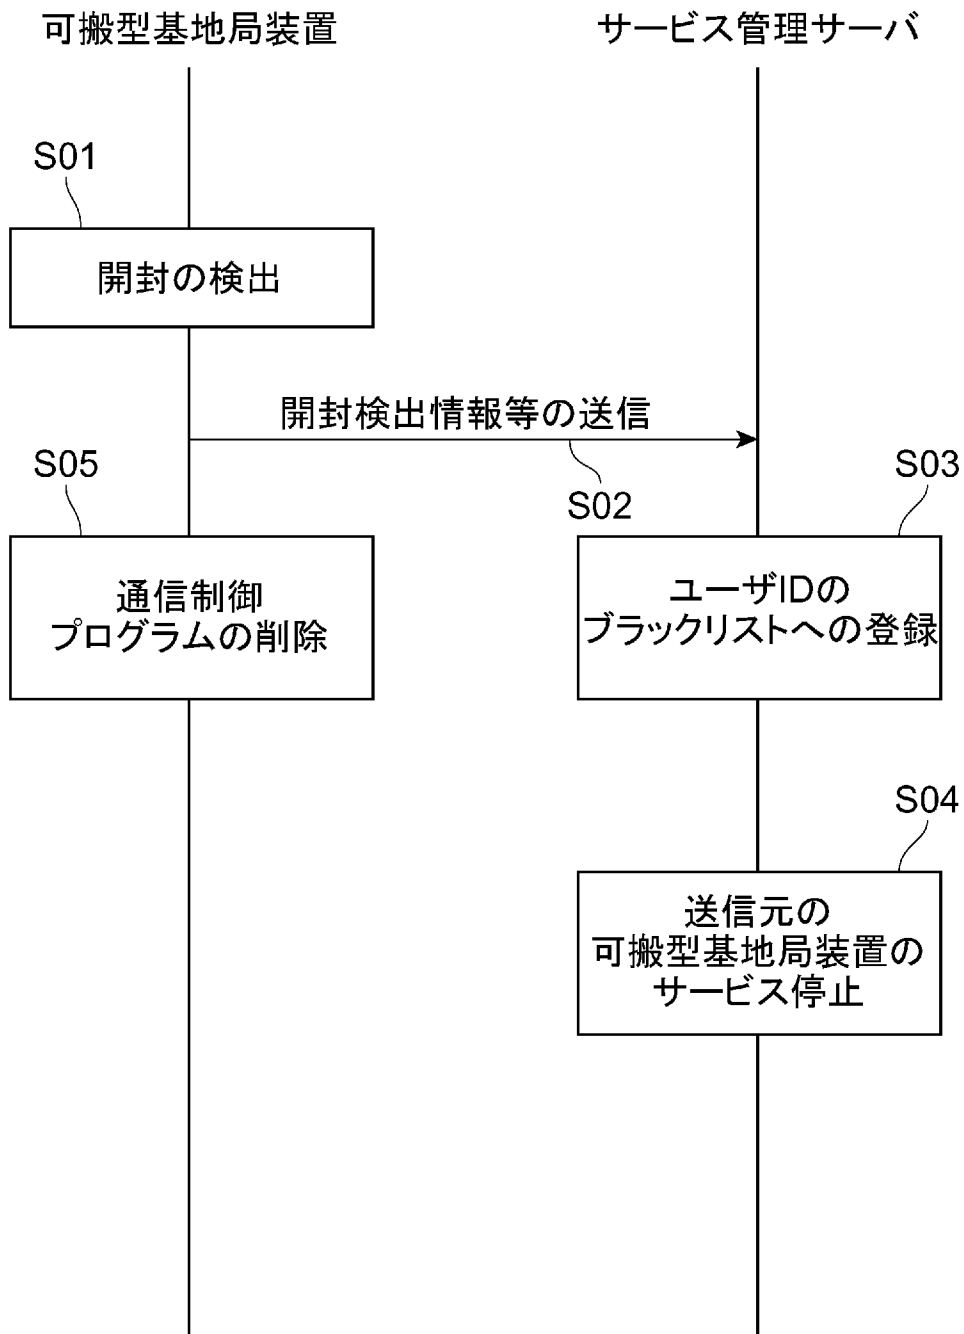 可搬型基地局装置
サービス管理サーバ
S01
開封の検出
開封検出情報等の送信
S02
S05
S03
通信制御
プログラムの削除
ユーザIDの
ブラックリストへの登録
S04
送信元の
可搬型基地局装置の
サービス停止